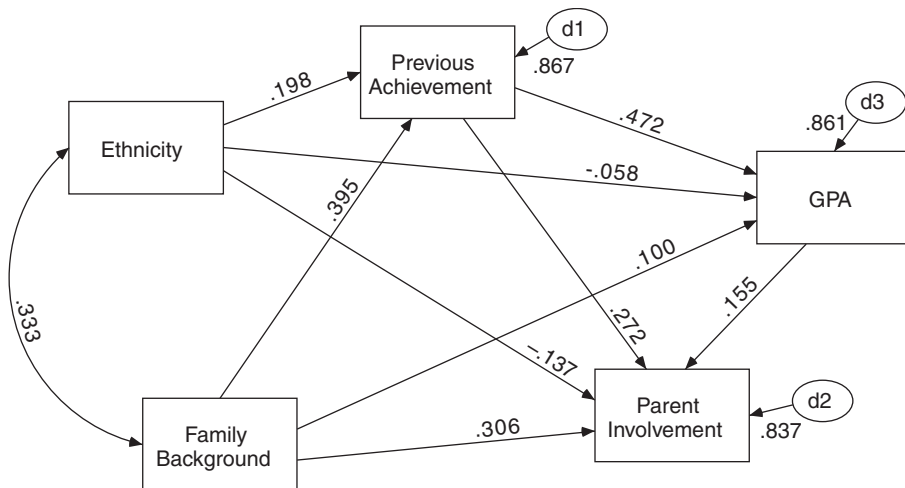 d1
Previous
Achievement
.867
.198
d3
.861
.472
Ethnicity
-.058
GPA
.395
.100
.333
.272
.155
–.137
Parent
Involvement
d2
.837
Family
Background
.306